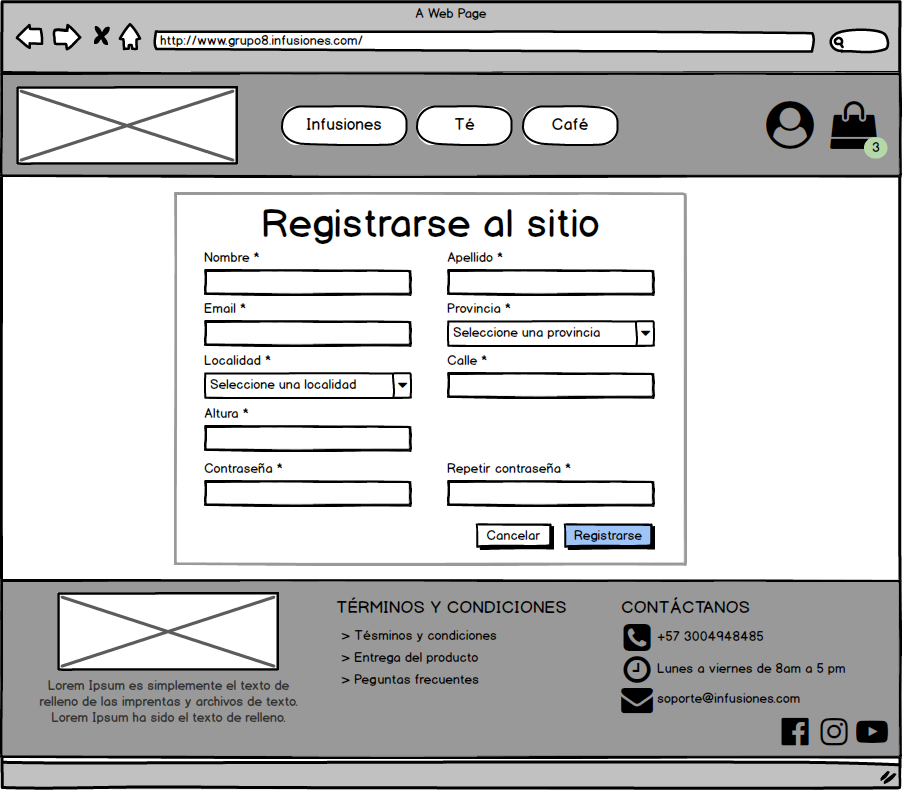 A Web Page
http://www.grupo8.infusiones.com/
Infusiones
Té
Café
3
Registrarse al sitio
Nombre *
Apellido *
Email *
Provincia *
Seleccione una provincia
Localidad *
Calle *
Seleccione una localidad
Altura *
Contraseña *
Repetir contraseña *
Cancelar
Registrarse
Lorem Ipsum es simplemente el texto de
relleno de las imprentas y archivos de texto.
Lorem Ipsum ha sido el texto de relleno.
TÉRMINOS Y CONDICIONES
> Tésminos y condiciones
> Entrega del producto
> Peguntas frecuentes
CONTÁCTANOS
+57 3004948485
Lunes a viernes de 8am a 5 pm
soporte@infusiones.com